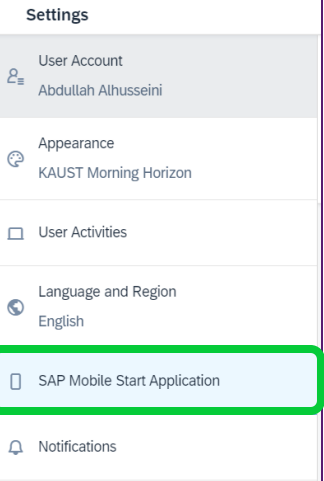 Settings
User Account
Abdullah Alhusseini
Appearance
KAUST Morning Horizon
User Activities
Language and Region
English
SAP Mobile Start Application
Notifications